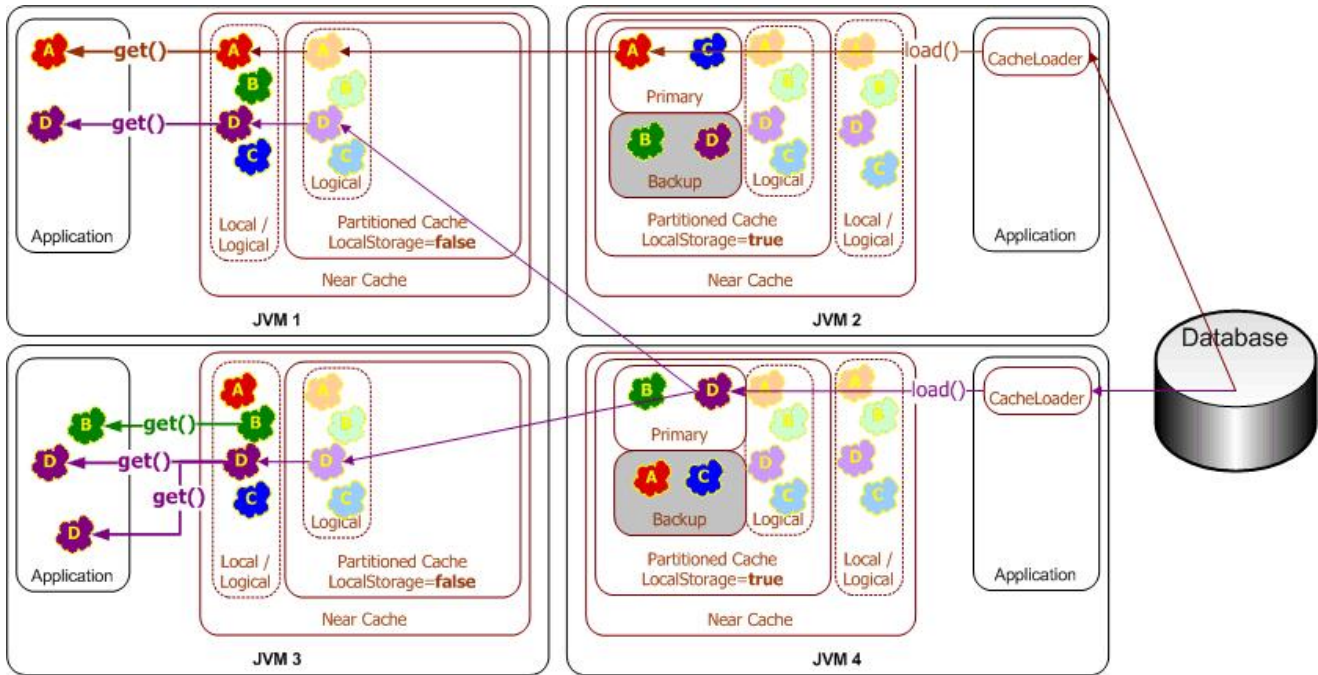 A
get()
A
A
B
D
get()
D
D
B
C
C
Logical
Local /
Logical
Partitioned Cache
LocalStorage=false
Application
Near Cache
JVM 1
A
C
Primary
B
D
Backup
A
B
D
C
Logical
Partitioned Cache
LocalStorage=true
A
B
D
C
Local /
Logical
Near Cache
load()
CacheLoader
Application
JVM 2
Database
A
A
B
get()
B
B
D
get()
D
D
get()
D
C
C
Logical
Local /
Logical
Partitioned Cache
LocalStorage=false
Application
Near Cache
JVM 3
B
D
Primary
A
C
Backup
A
B
D
C
Logical
Partitioned Cache
LocalStorage=true
A
B
D
C
Local /
Logical
Near Cache
load()
CacheLoader
Application
JVM 4